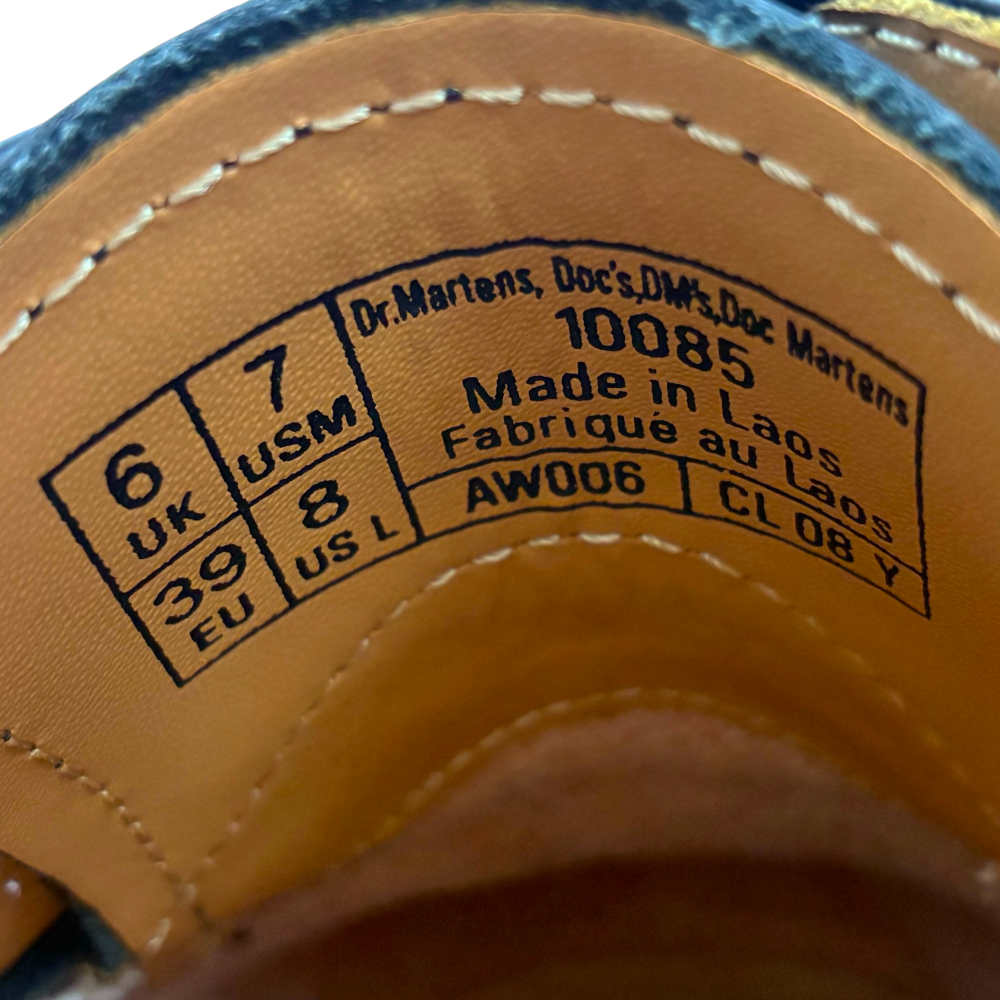 6
UK
7
USM
39
EU
8
US L
Dr.Martens, Doc's,DM's,Doc Martens
10085
Made in Laos
Fabriqué au Laos
AW006
CL 08 Y